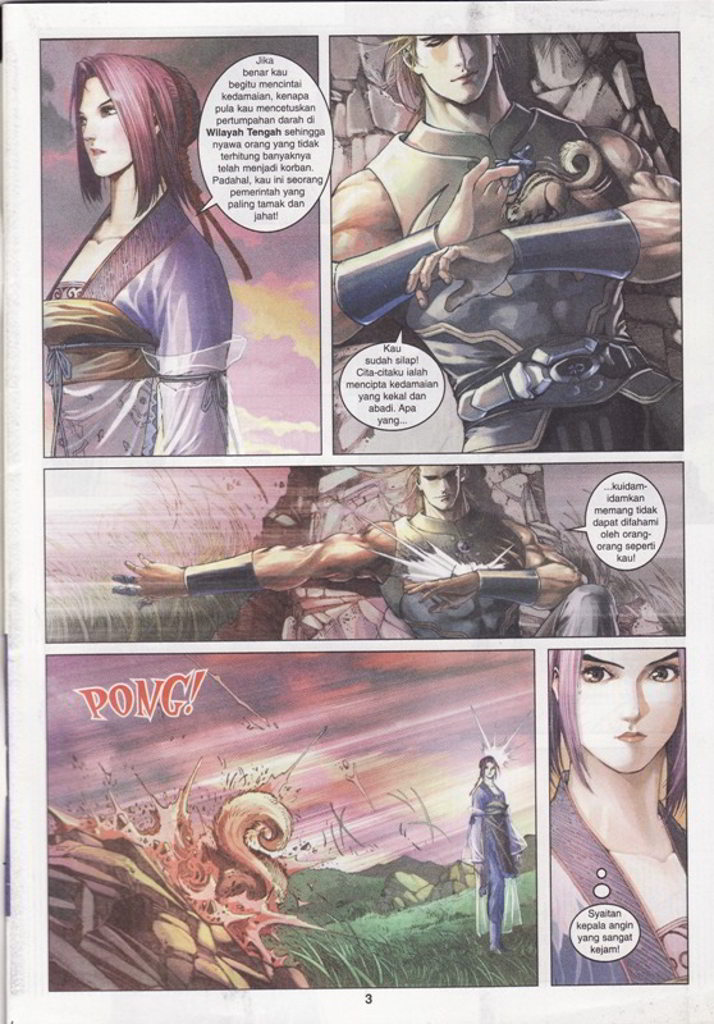 Jika
benar kau
begitu mencintai
kedamaian, kenapa
pula kau mencetuskan
pertumpahan darah di
Wilayah Tengah sehingga
nyawa orang yang tidak
terhitung banyaknya
telah menjadi korban.
Padahal, kau ini seorang
pemerintah yang
paling tamak dan
jahat!
Kau
sudah silap!
Cita-citaku ialah
mencipta kedamaian
yang kekal dan
abadi. Apa
yang...
...kuidam-
idamkan
memang tidak
dapat difahami
oleh orang-
orang seperti
kau!
PONG!
Syaitan
kepala angin
yang sangat
kejam!
3